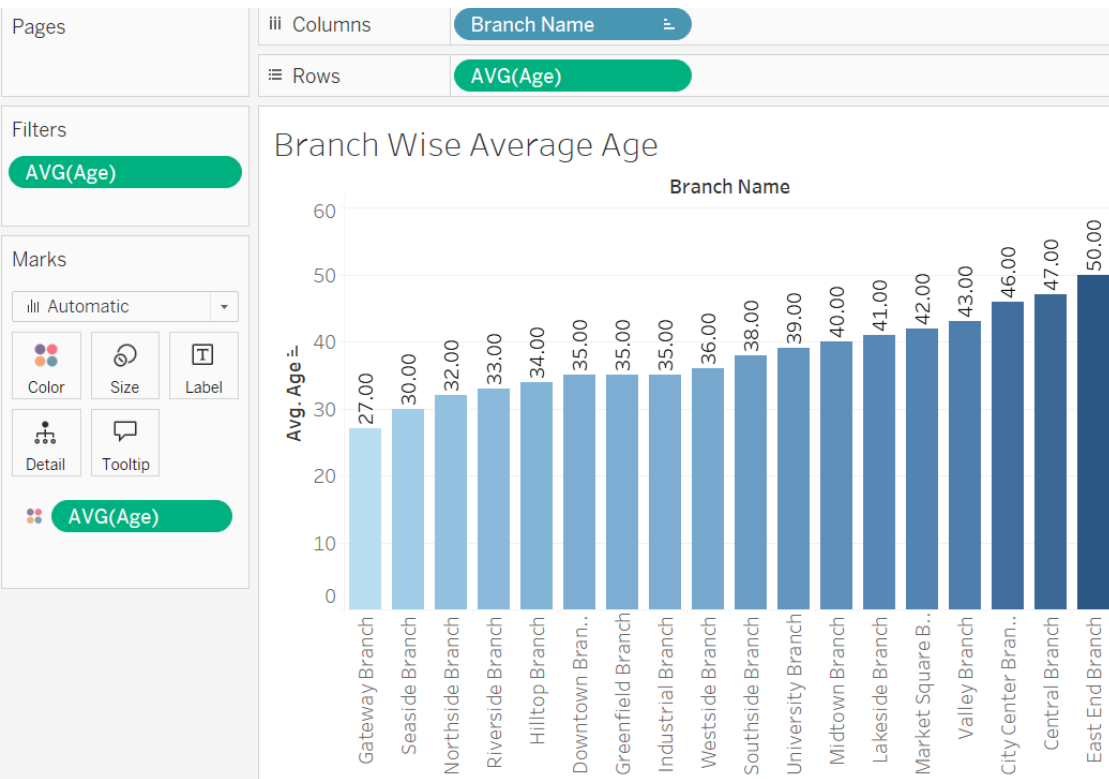 Pages
Columns
Branch Name
Rows
AVG(Age)
Filters
AVG(Age)
Marks
Automatic
Color
Size
Label
Detail
Tooltip
AVG(Age)
Branch Wise Average Age
Branch Name
Avg. Age
60
50
40
30
20
10
0
27.00
30.00
32.00
33.00
34.00
35.00
35.00
35.00
36.00
38.00
39.00
40.00
41.00
42.00
43.00
46.00
47.00
50.00
Gateway Branch
Seaside Branch
Northside Branch
Riverside Branch
Hilltop Branch
Downtown Bran..
Greenfield Branch
Industrial Branch
Westside Branch
Southside Branch
University Branch
Midtown Branch
Lakeside Branch
Market Square B..
Valley Branch
City Center Bran..
Central Branch
East End Branch